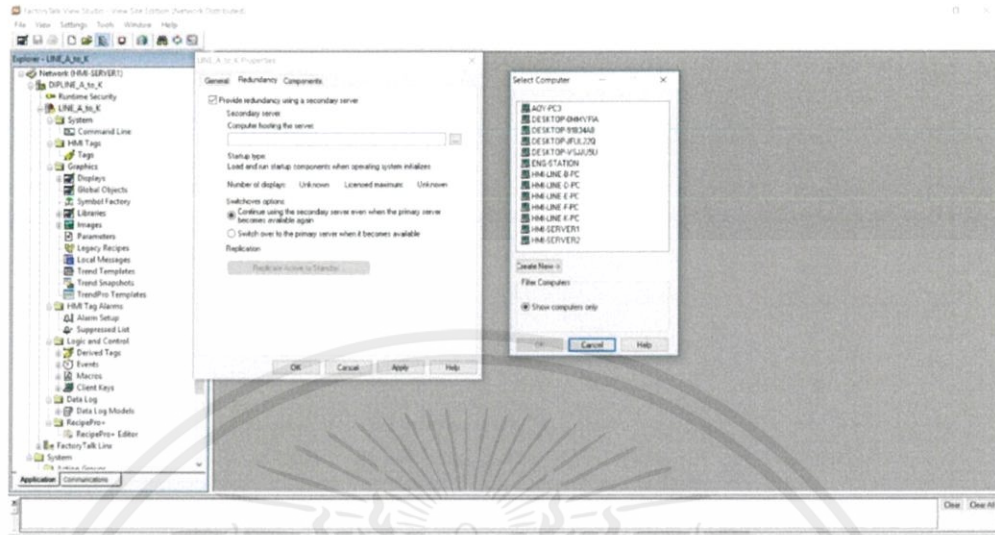 FactoryTalk View Studio - View Site Edition (Network Distributed)
File View Settings Tools Window Help
Explorer - LINE_A_to_K
Network (HMI-SERVER1)
DIPLINE_A_to_K
Runtime Security
LINE_A_to_K
System
Command Line
HMI Tags
Tags
Graphics
Displays
Global Objects
Symbol Factory
Libraries
Images
Parameters
Legacy Recipes
Local Messages
Trend Templates
Trend Snapshots
TrendPro Templates
HMI Tag Alarms
Alarm Setup
Suppressed List
Logic and Control
Derived Tags
Events
Macros
Client Keys
Data Log
Data Log Models
RecipePro+
RecipePro+ Editor
FactoryTalk Linx
System
Action Groups
Application Communications
LINE_A_to_K Properties
General Redundancy Components
Provide redundancy using a secondary server
Secondary server
Computer hosting the server:
Startup type:
Load and run startup components when operating system initializes
Number of displays: Unknown Licensed maximum: Unknown
Switchover options
Continue using the secondary server even when the primary server
becomes available again
Switch over to the primary server when it becomes available
Replication
Replicate Active to Standby
OK Cancel Apply Help
Select Computer
AOY-PC3
ENG-STATION
HMI-LINE-B-PC
HMI-LINE-D-PC
HMI-LINE-E-PC
HMI-LINE-F-PC
HMI-LINE-K-PC
HMI-SERVER1
HMI-SERVER2
Create New ->
Filter Computers
Show computers only
OK Cancel Help
Clear Clear All